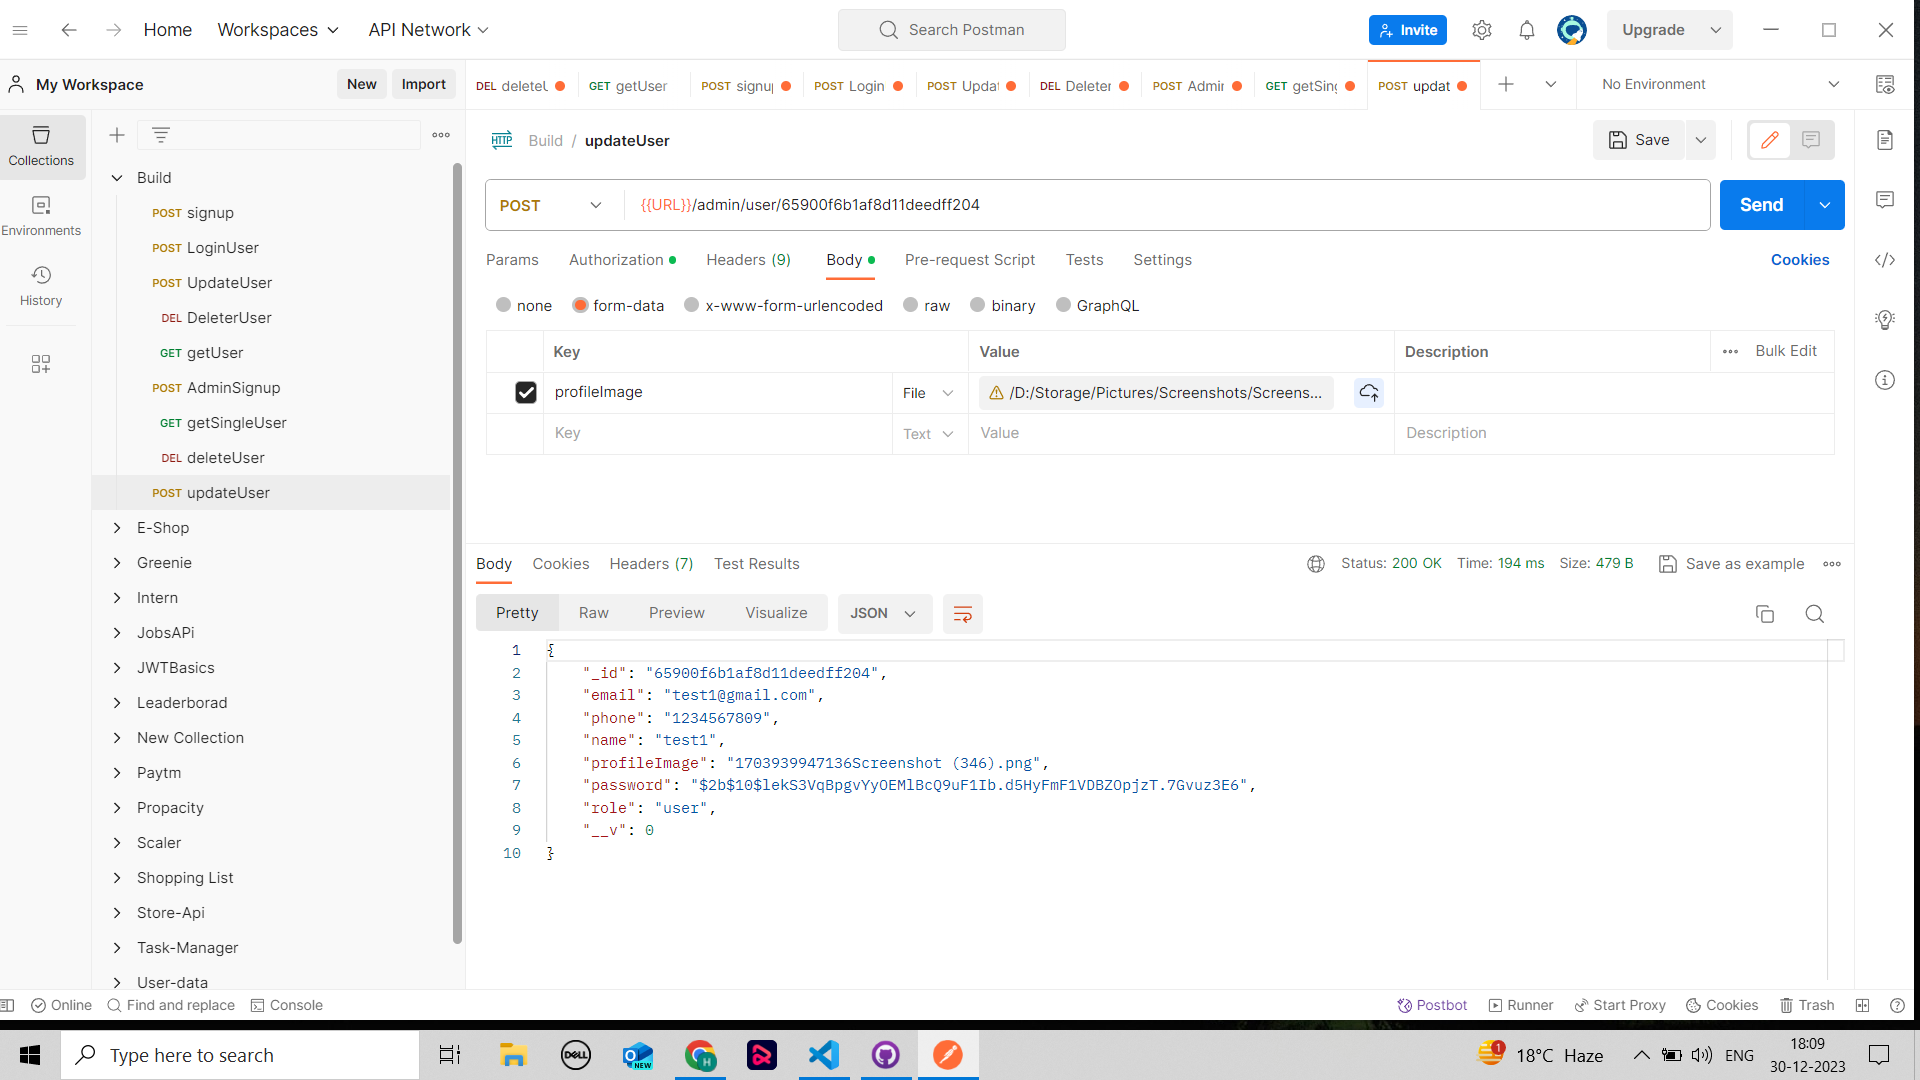 Home
Workspaces
API Network
Search Postman
Invite
Upgrade
My Workspace
New
Import
DEL deleteU
GET getUser
POST signup
POST Login
POST Updat
DEL Deleter
POST Admin
GET getSing
POST updat
No Environment
Collections
Environments
History
Build
POST signup
POST LoginUser
POST UpdateUser
DEL DeleterUser
GET getUser
POST AdminSignup
GET getSingleUser
DEL deleteUser
POST updateUser
E-Shop
Greenie
Intern
JobsAPi
JWTBasics
Leaderborad
New Collection
Paytm
Propacity
Scaler
Shopping List
Store-Api
Task-Manager
User-data
HTTP Build / updateUser
Save
POST
{{URL}}/admin/user/65900f6b1af8d11deedff204
Send
Params
Authorization
Headers (9)
Body
Pre-request Script
Tests
Settings
Cookies
none
form-data
x-www-form-urlencoded
raw
binary
GraphQL
Key
Value
Description
Bulk Edit
profileImage
File
/D:/Storage/Pictures/Screenshots/Screens...
Key
Text
Value
Description
Body
Cookies
Headers (7)
Test Results
Status: 200 OK
Time: 194 ms
Size: 479 B
Save as example
Pretty
Raw
Preview
Visualize
JSON
1 {
2 "_id": "65900f6b1af8d11deedff204",
3 "email": "test1@gmail.com",
4 "phone": "1234567809",
5 "name": "test1",
6 "profileImage": "1703939947136Screenshot (346).png",
7 "password": "$2b$10$lekS3VqBpgvYyOEMlBcQ9uF1Ib.d5HyFmF1VDBZOpjzT.7Gvuz3E6",
8 "role": "user",
9 "__v": 0
10 }
Online
Find and replace
Console
Postbot
Runner
Start Proxy
Cookies
Trash
Type here to search
DELL
NEW
H
1
18°C Haze
ENG
18:09
30-12-2023